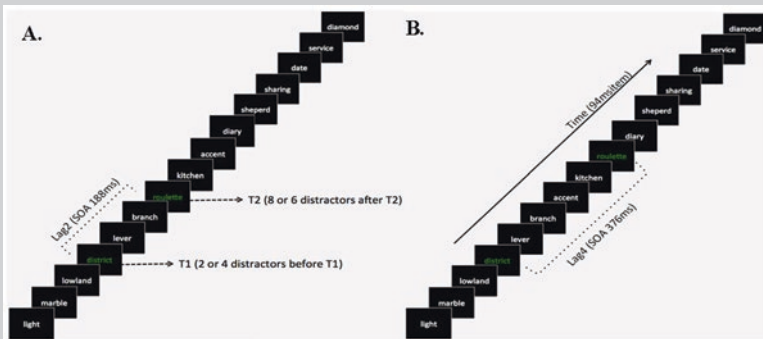 A.
diamond
service
date
sharing
sheperd
diary
accent
kitchen
roulette
T2 (8 or 6 distractors after T2)
Lag2 (SOA 188ms)
branch
lever
district
T1 (2 or 4 distractors before T1)
lowland
marble
light
B.
diamond
service
date
sharing
sheperd
Time (94ms\item)
diary
roulette
kitchen
accent
branch
Lag4 (SOA 376ms)
lever
district
lowland
marble
light